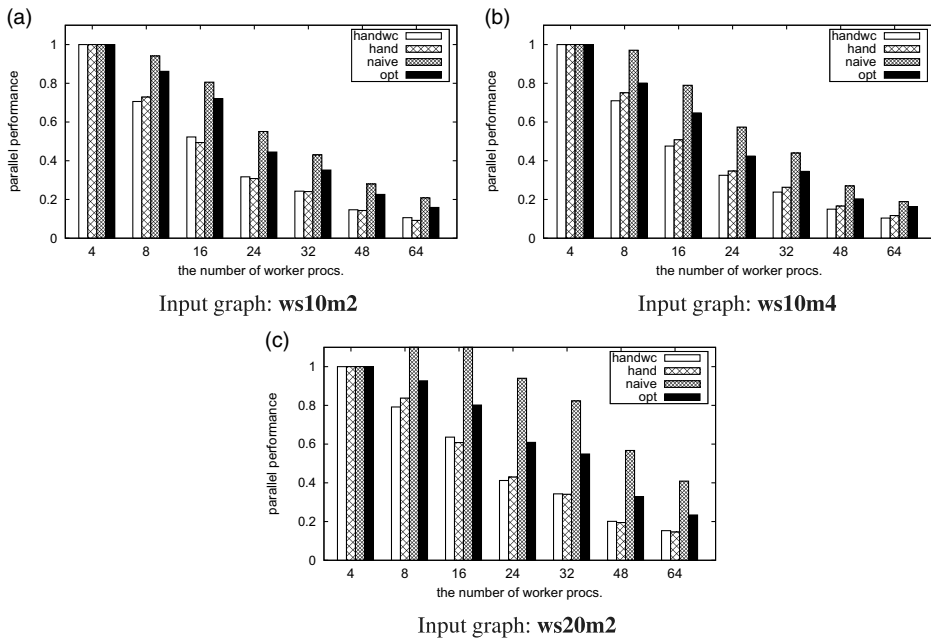 (a)
parallel performance
1
0.8
0.6
0.4
0.2
0
handwc
hand
naive
opt
4 8 16 24 32 48 64
the number of worker procs.
Input graph: ws10m2
(b)
parallel performance
1
0.8
0.6
0.4
0.2
0
handwc
hand
naive
opt
4 8 16 24 32 48 64
the number of worker procs.
Input graph: ws10m4
(c)
parallel performance
1
0.8
0.6
0.4
0.2
0
handwc
hand
naive
opt
4 8 16 24 32 48 64
the number of worker procs.
Input graph: ws20m2